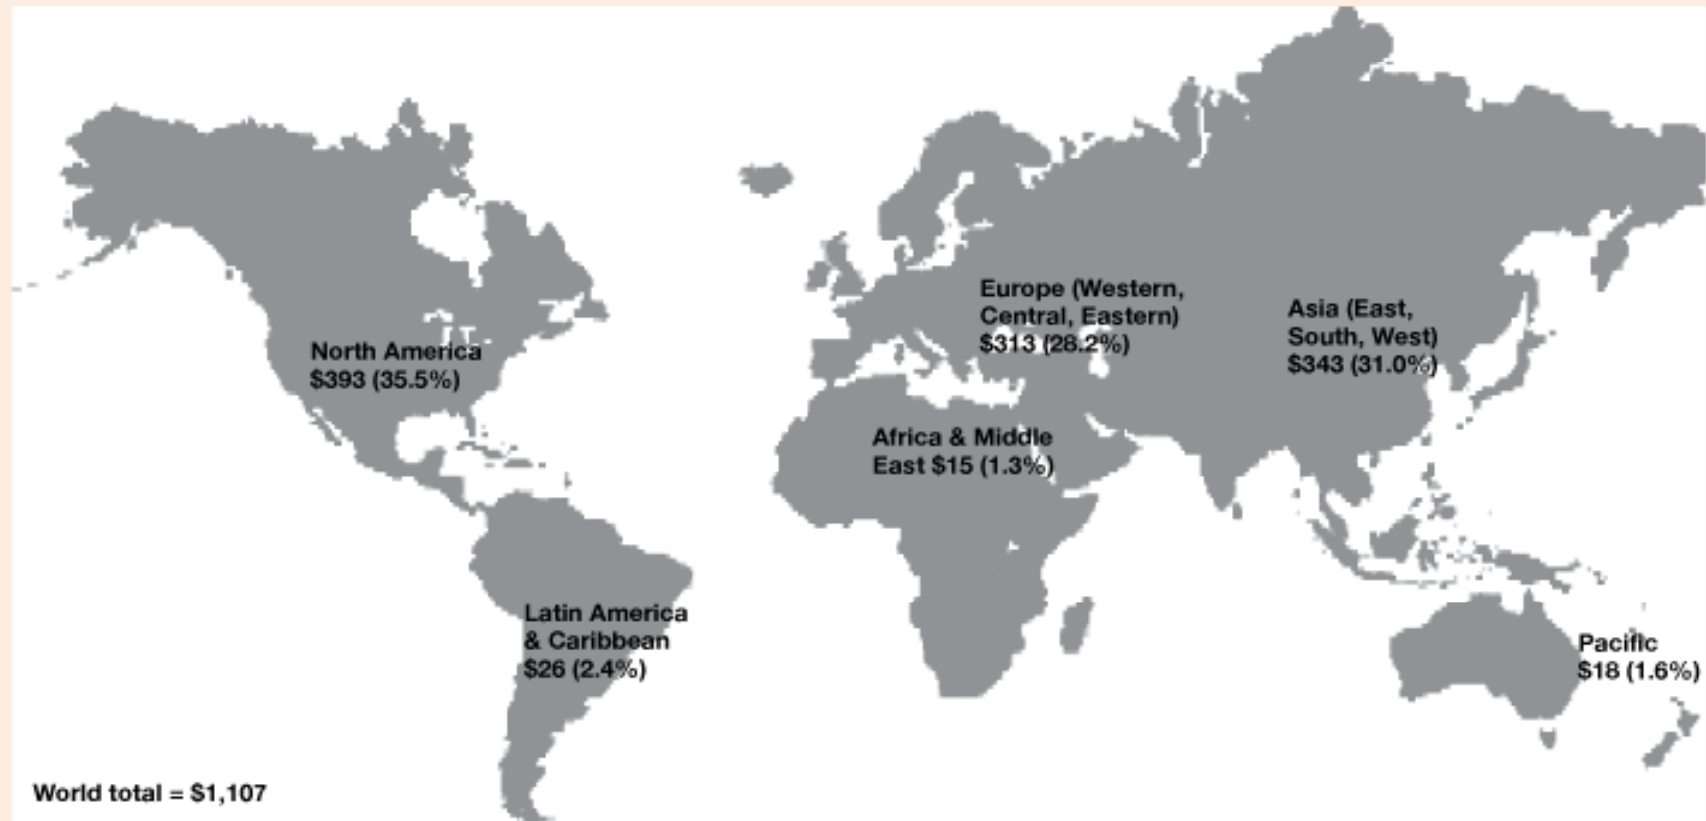 North America
$393 (35.5%)
Europe (Western,
Central, Eastern)
$313 (28.2%)
Asia (East,
South, West)
$343 (31.0%)
Africa & Middle
East $15 (1.3%)
Latin America
& Caribbean
$26 (2.4%)
Pacific
$18 (1.6%)
World total = $1,107